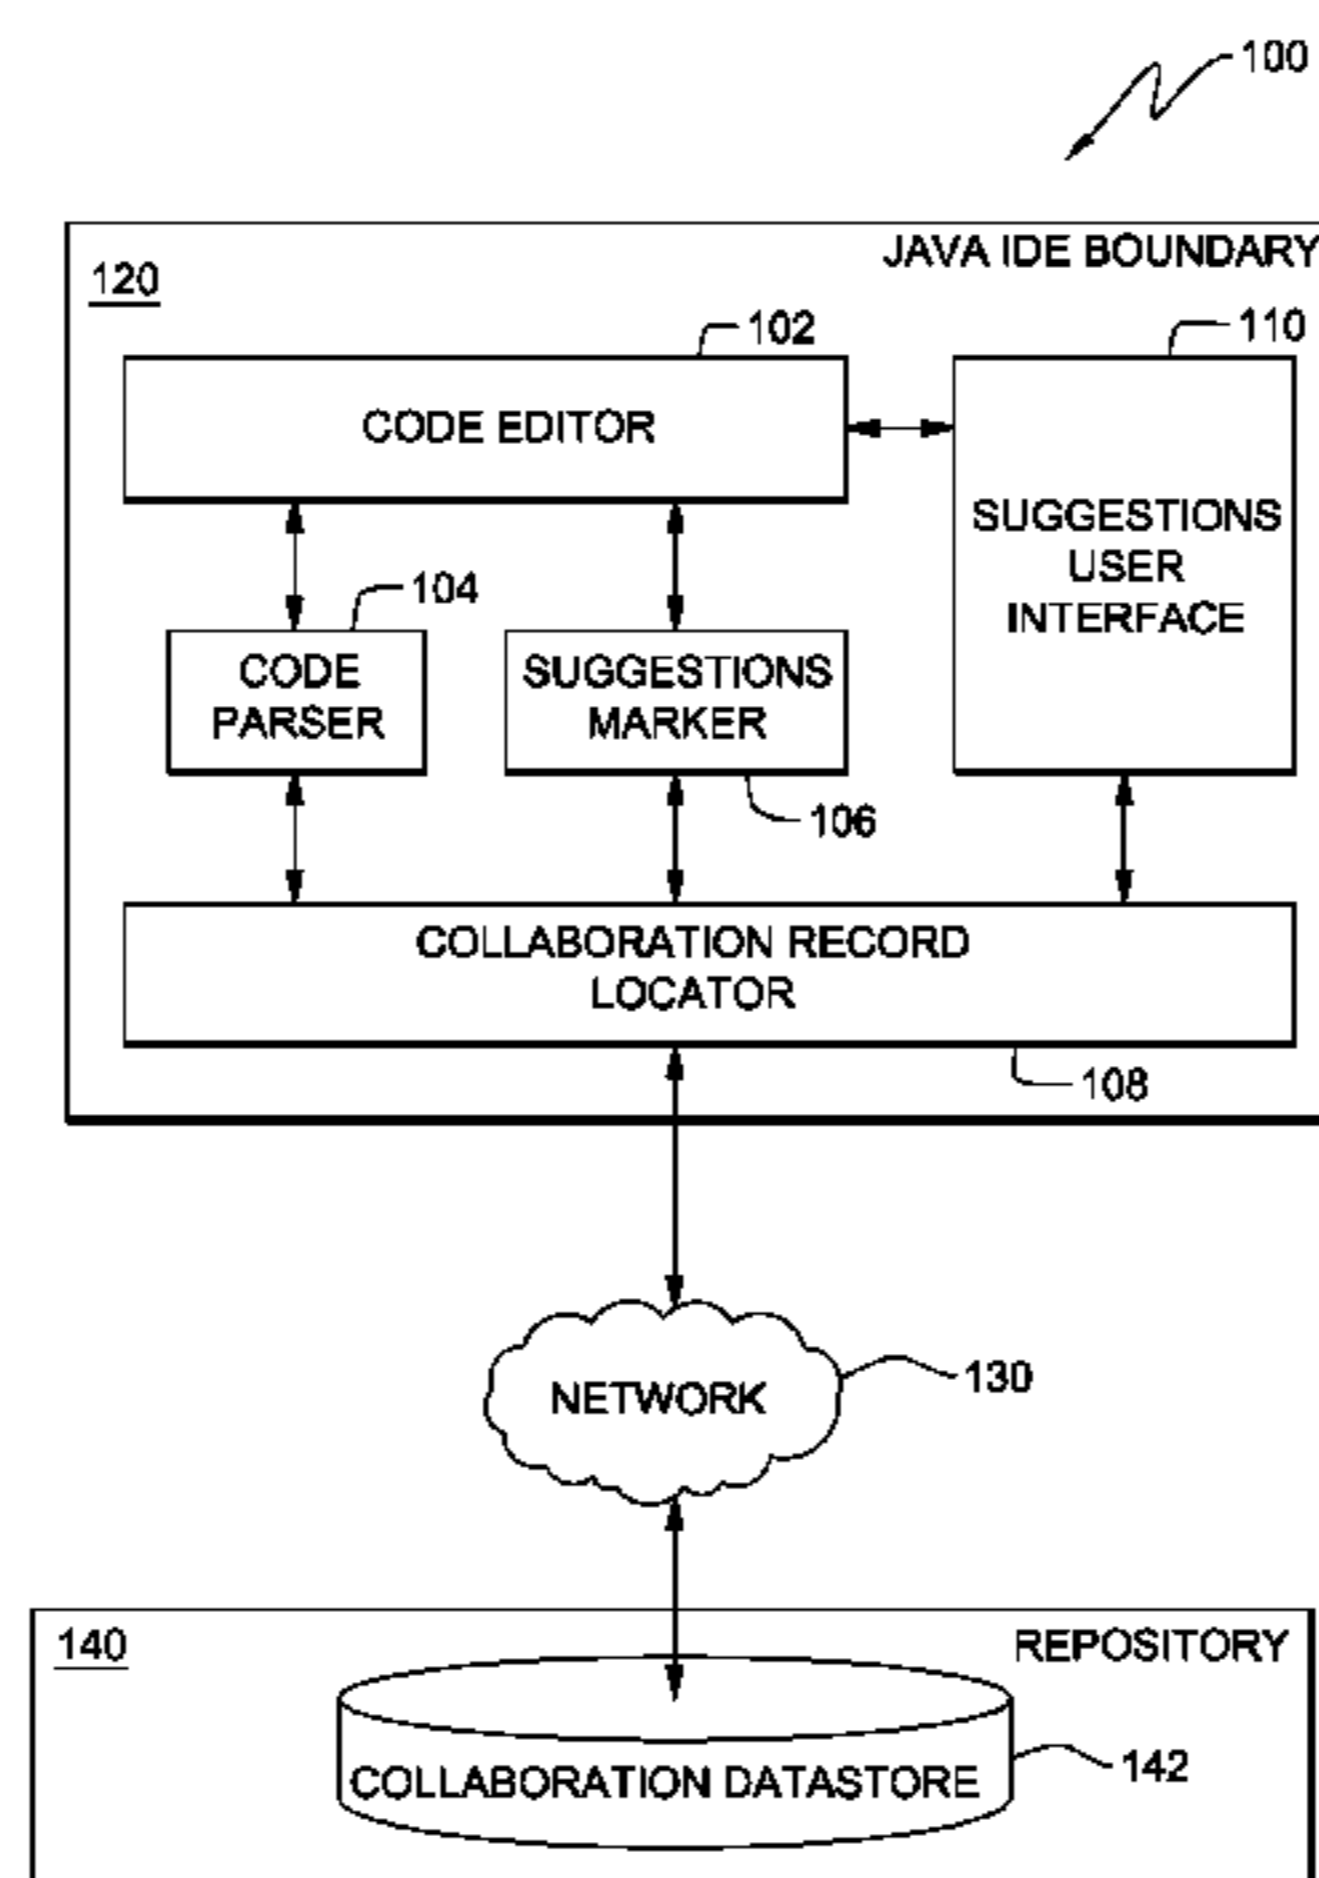 100
JAVA IDE BOUNDARY
120
102
110
CODE EDITOR
SUGGESTIONS
USER
INTERFACE
104
CODE
PARSER
SUGGESTIONS
MARKER
106
COLLABORATION RECORD
LOCATOR
108
NETWORK
130
140
REPOSITORY
COLLABORATION DATASTORE
142